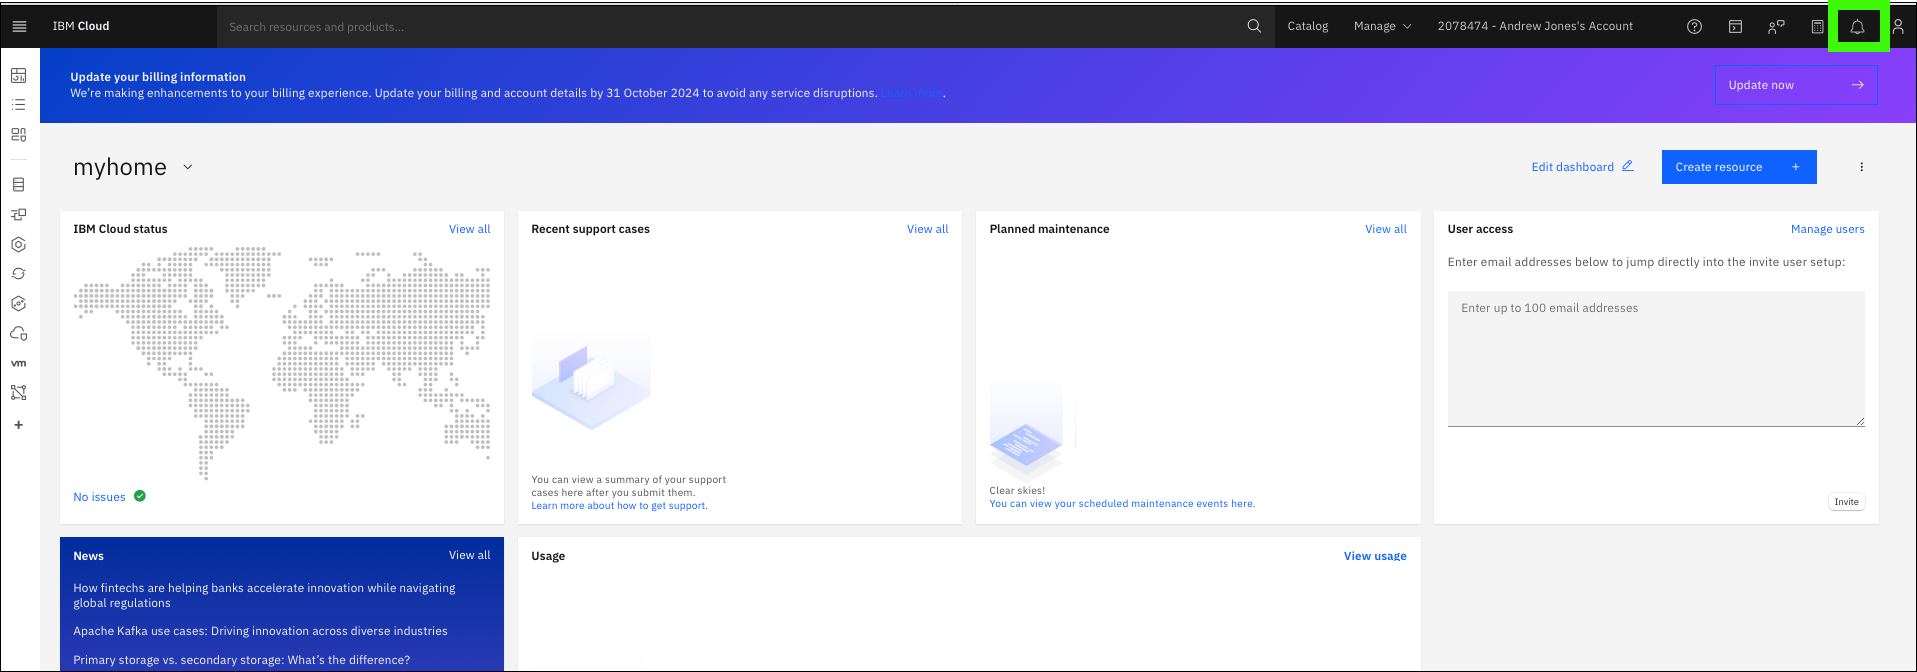 IBM Cloud
Search resources and products...
Catalog
Manage
2078474 - Andrew Jones's Account
Update your billing information
We're making enhancements to your billing experience. Update your billing and account details by 31 October 2024 to avoid any service disruptions. Learn more.
Update now
myhome
Edit dashboard
Create resource +
IBM Cloud status
View all
No issues
Recent support cases
View all
You can view a summary of your support
cases here after you submit them.
Learn more about how to get support.
Planned maintenance
View all
Clear skies!
You can view your scheduled maintenance events here.
User access
Manage users
Enter email addresses below to jump directly into the invite user setup:
Enter up to 100 email addresses
Invite
vm
News
View all
How fintechs are helping banks accelerate innovation while navigating
global regulations
Apache Kafka use cases: Driving innovation across diverse industries
Primary storage vs. secondary storage: What's the difference?
Usage
View usage